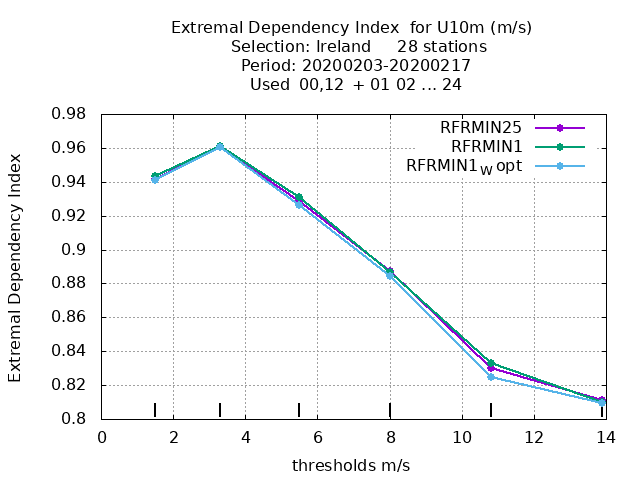 Extremal Dependency Index for U10m (m/s)
Selection: Ireland 28 stations
Period: 20200203-20200217
Used 00,12 + 01 02 ... 24
RFRMIN25
RFRMIN1
RFRMIN1W opt
Extremal Dependency Index
0.98
0.96
0.94
0.92
0.9
0.88
0.86
0.84
0.82
0.8
0 2 4 6 8 10 12 14
thresholds m/s